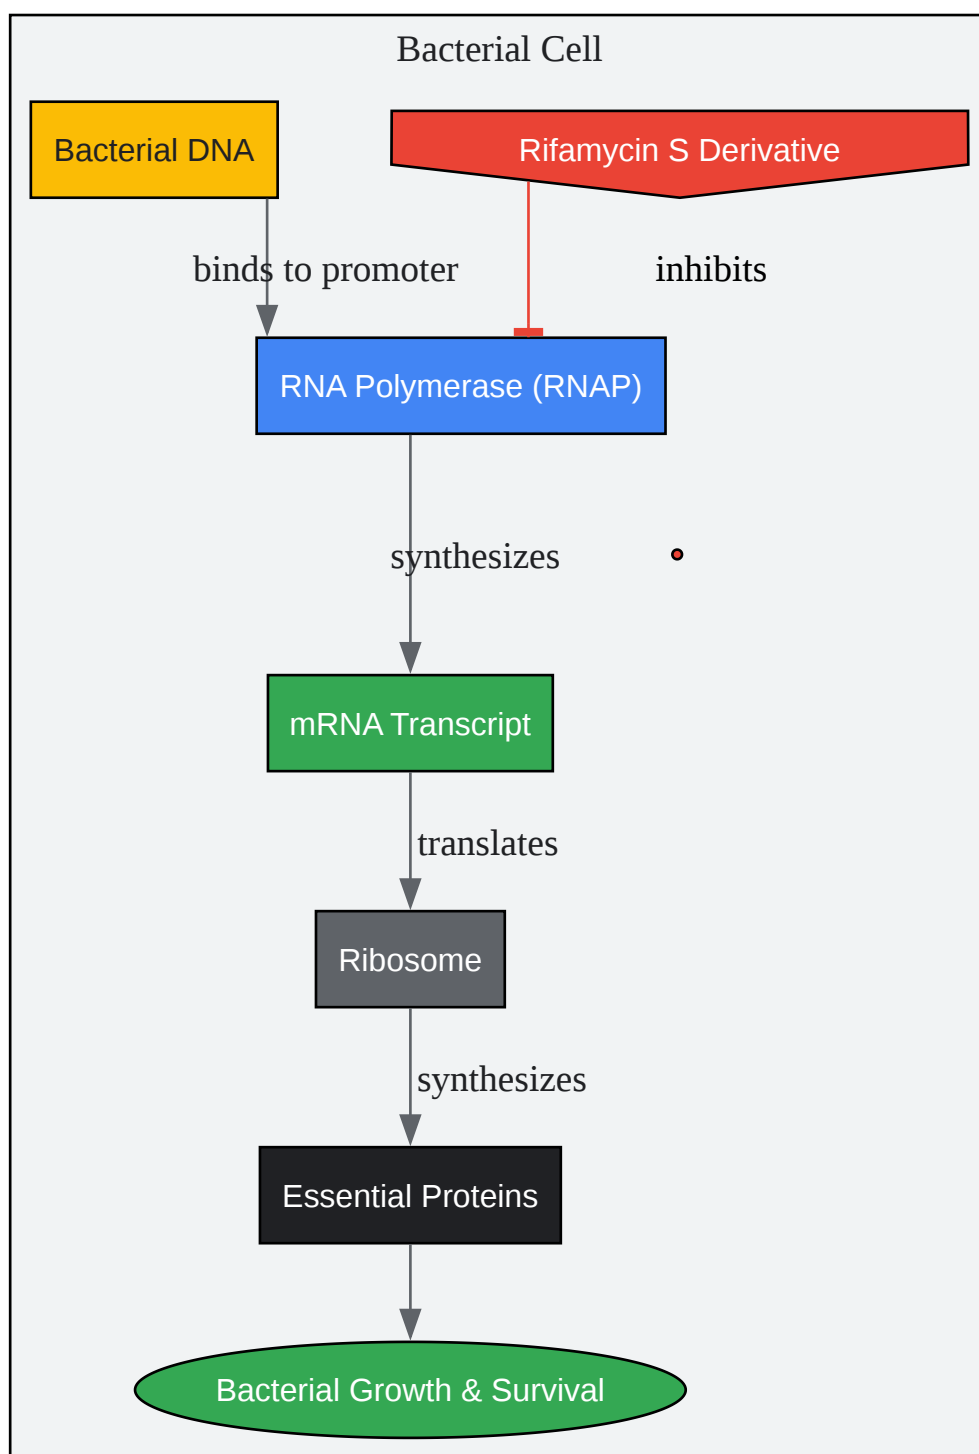 Bacterial Cell
Bacterial DNA
Rifamycin S Derivative
binds to promoter
inhibits
RNA Polymerase (RNAP)
synthesizes
mRNA Transcript
translates
Ribosome
synthesizes
Essential Proteins
Bacterial Growth & Survival